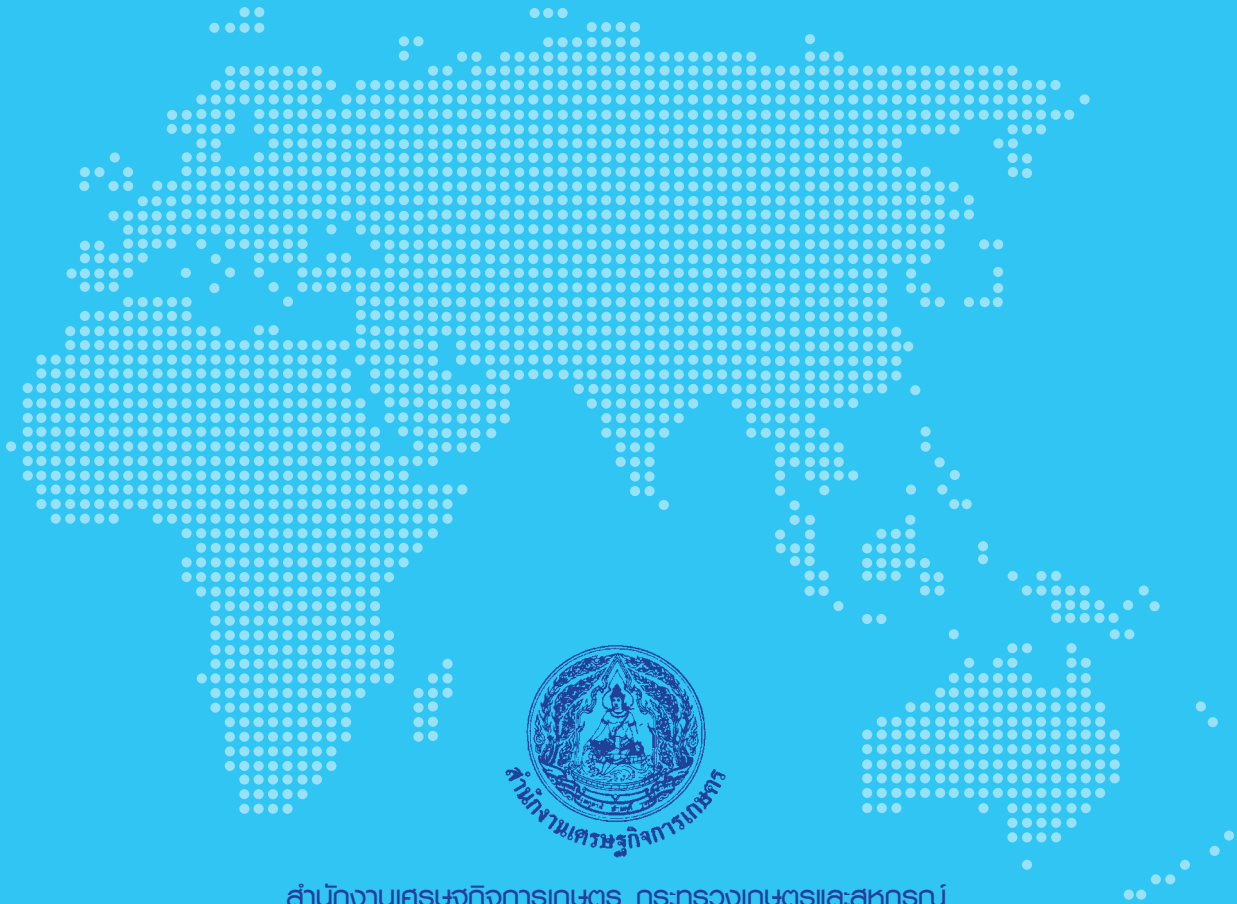 สำนักงานเศรษฐกิจการเกษตร
สำนักงานเศรษฐกิจการเกษตร กระทรวงเกษตรและสหกรณ์